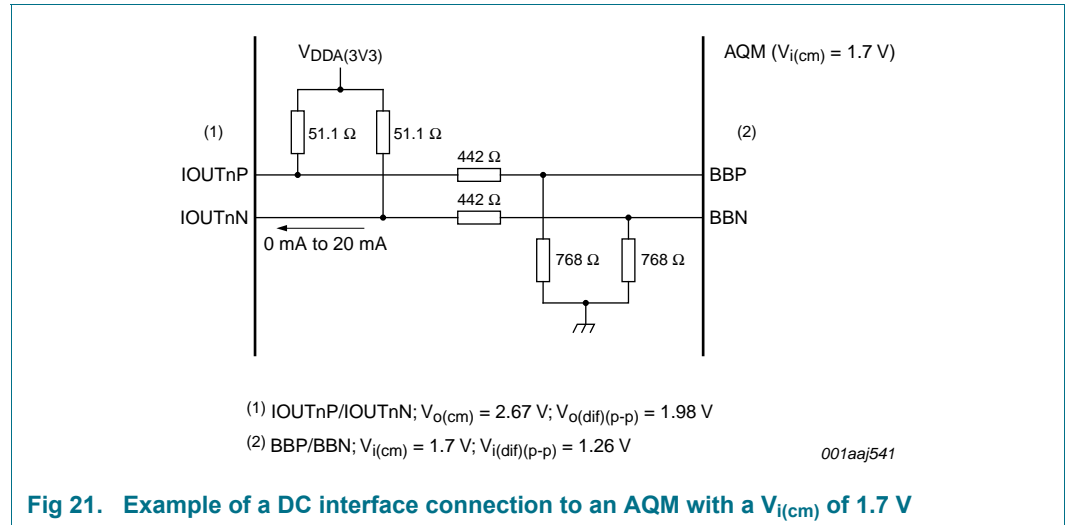 VDDA(3V3)
AQM (Vi(cm) = 1.7 V)
(1)
51.1 Ω
51.1 Ω
(2)
442 Ω
IOUTnP
BBP
442 Ω
IOUTnN
BBN
0 mA to 20 mA
768 Ω
768 Ω
(1) IOUTnP/IOUTnN; Vo(cm) = 2.67 V; Vo(dif)(p-p) = 1.98 V
(2) BBP/BBN; Vi(cm) = 1.7 V; Vi(dif)(p-p) = 1.26 V
001aaj541
Fig 21. Example of a DC interface connection to an AQM with a Vi(cm) of 1.7 V